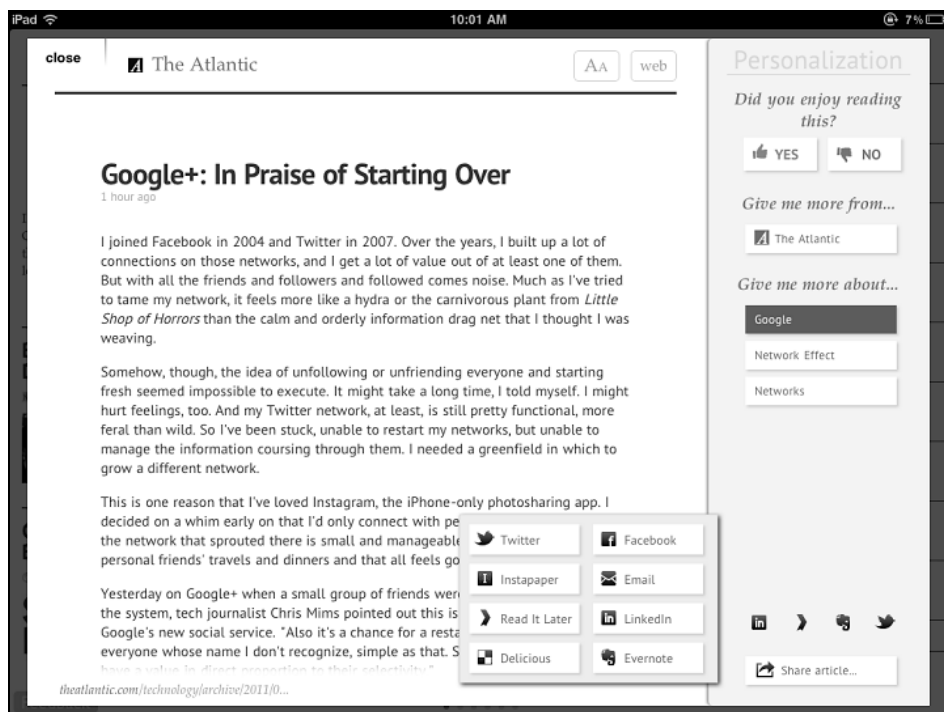 iPad
10:01 AM
7%
close
The Atlantic
AA
web
Google+: In Praise of Starting Over
1 hour ago
I joined Facebook in 2004 and Twitter in 2007. Over the years, I built up a lot of
connections on those networks, and I get a lot of value out of at least one of them.
But with all the friends and followers and followed comes noise. Much as I've tried
to tame my network, it feels more like a hydra or the carnivorous plant from Little
Shop of Horrors than the calm and orderly information drag net that I thought I was
weaving.
Somehow, though, the idea of unfollowing or unfriending everyone and starting
fresh seemed impossible to execute. It might take a long time, I told myself. I might
hurt feelings, too. And my Twitter network, at least, is still pretty functional, more
feral than wild. So I've been stuck, unable to restart my networks, but unable to
manage the information coursing through them. I needed a greenfield in which to
grow a different network.
This is one reason that I've loved Instagram, the iPhone-only photosharing app. I
decided on a whim early on that I'd only connect with pe
the network that sprouted there is small and manageable
personal friends' travels and dinners and that all feels go
Yesterday on Google+ when a small group of friends were
the system, tech journalist Chris Mims pointed out this is
Google's new social service. "Also it's a chance for a resta
everyone whose name I don't recognize, simple as that. S
have a value in direct proportion to their selectivity."
theatlantic.com/technology/archive/2011/0...
Twitter
Facebook
Instapaper
Email
Read It Later
LinkedIn
Delicious
Evernote
Personalization
Did you enjoy reading
this?
YES
NO
Give me more from...
The Atlantic
Give me more about...
Google
Network Effect
Networks
Share article...